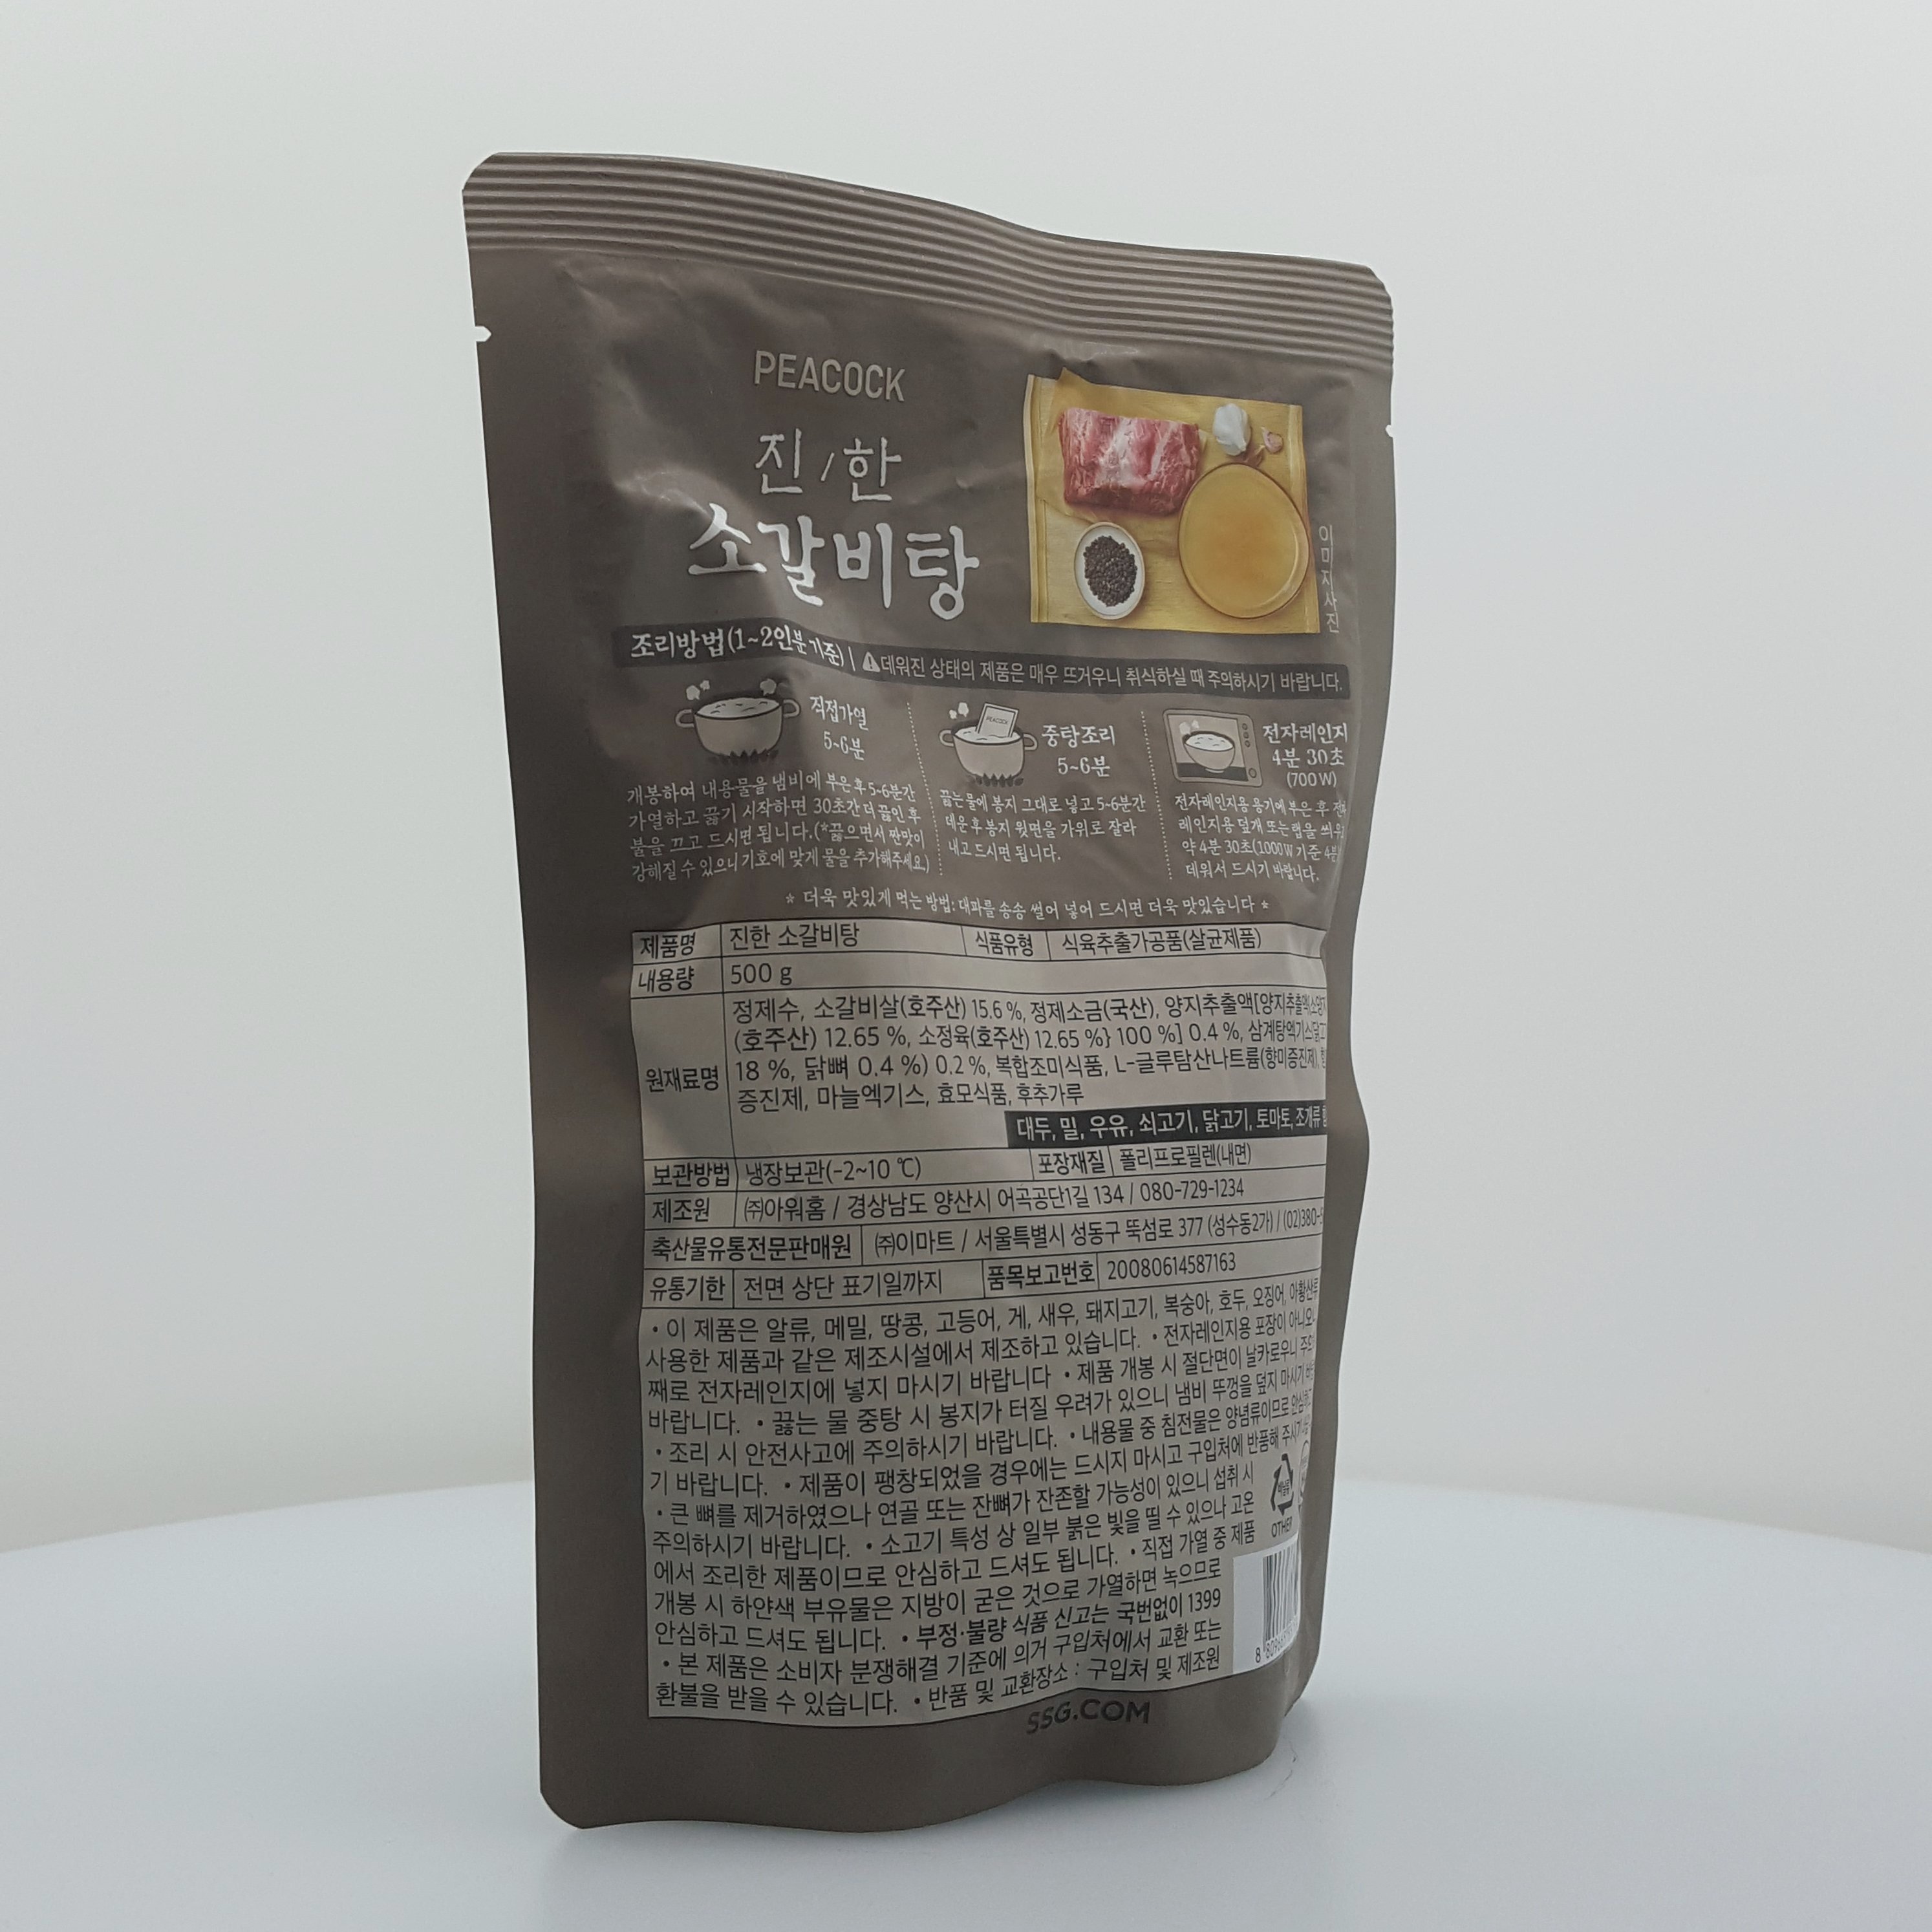 PEACOCK
진/한
소갈비탕
이미지사진
조리방법(1~2인분 기준) | 데워진 상태의 제품은 매우 뜨거우니 취식하실 때 주의하시기 바랍니다.
직접가열
5~6분
개봉하여 내용물을 냄비에 부은 후 5~6분간
가열하고 끓기 시작하면 30초간 더 끓인 후
불을 끄고 드시면 됩니다.(*끓으면서 짠맛이
강해질 수 있으니 기호에 맞게 물을 추가해주세요.)
PEACOCK
중탕조리
5~6분
끓는 물에 봉지 그대로 넣고 5~6분간
데운 후 봉지 윗면을 가위로 잘라
내고 드시면 됩니다.
전자레인지
4분 30초
(700W)
전자레인지용 용기에 부은 후
레인지용 덮개 또는 랩을
약 4분 30초(1000W 기준
데워서 드시기 바랍니다.
* 더욱 맛있게 먹는 방법: 대파를 송송 썰어 넣어 드시면 더욱 맛있습니다 *
제품명 진한 소갈비탕 식품유형 식육추출가공품(살균제품)
내용량 500 g
원재료명
정제수, 소갈비살(호주산) 15.6 %, 정제소금(국산), 양지추출액[양지추출액
(호주산) 12.65 %, 소정육(호주산) 12.65 %} 100 %] 0.4 %, 삼계탕엑기스
18 %, 닭뼈 0.4 %) 0.2 %, 복합조미식품, L-글루탐산나트륨(향미증진제),
증진제, 마늘엑기스, 효모식품, 후추가루
대두, 밀, 우유, 쇠고기, 닭고기, 토마토, 조개류
보관방법 냉장보관(-2~10 ℃) 포장재질 폴리프로필렌(내면)
제조원 ㈜아워홈 / 경상남도 양산시 어곡공단1길 134 / 080-729-1234
축산물유통전문판매원 ㈜이마트 / 서울특별시 성동구 뚝섬로 377 (성수동2가) / (02)380-
유통기한 전면 상단 표기일까지 품목보고번호 20080614587163
• 이 제품은 알류, 메밀, 땅콩, 고등어, 게, 새우, 돼지고기, 복숭아, 호두, 오징어, 아황산류
사용한 제품과 같은 제조시설에서 제조하고 있습니다. • 전자레인지용 포장이
째로 전자레인지에 넣지 마시기 바랍니다 • 제품 개봉 시 절단면이 날카로우니
바랍니다. • 끓는 물 중탕 시 봉지가 터질 우려가 있으니 냄비 뚜껑을 덮지 마시기
• 조리 시 안전사고에 주의하시기 바랍니다. • 내용물 중 침전물은 양념류이므로
기 바랍니다. • 제품이 팽창되었을 경우에는 드시지 마시고 구입처에 반품해
• 큰 뼈를 제거하였으나 연골 또는 잔뼈가 잔존할 가능성이 있으니 섭취 시
주의하시기 바랍니다. • 소고기 특성 상 일부 붉은 빛을 띨 수 있으나 고온
에서 조리한 제품이므로 안심하고 드셔도 됩니다. • 직접 가열 중 제품
개봉 시 하얀색 부유물은 지방이 굳은 것으로 가열하면 녹으므로
안심하고 드셔도 됩니다. • 부정·불량 식품 신고는 국번없이 1399
• 본 제품은 소비자 분쟁해결 기준에 의거 구입처에서 교환 또는
환불을 받을 수 있습니다. • 반품 및 교환장소 : 구입처 및 제조원
OTHER
SSG.COM